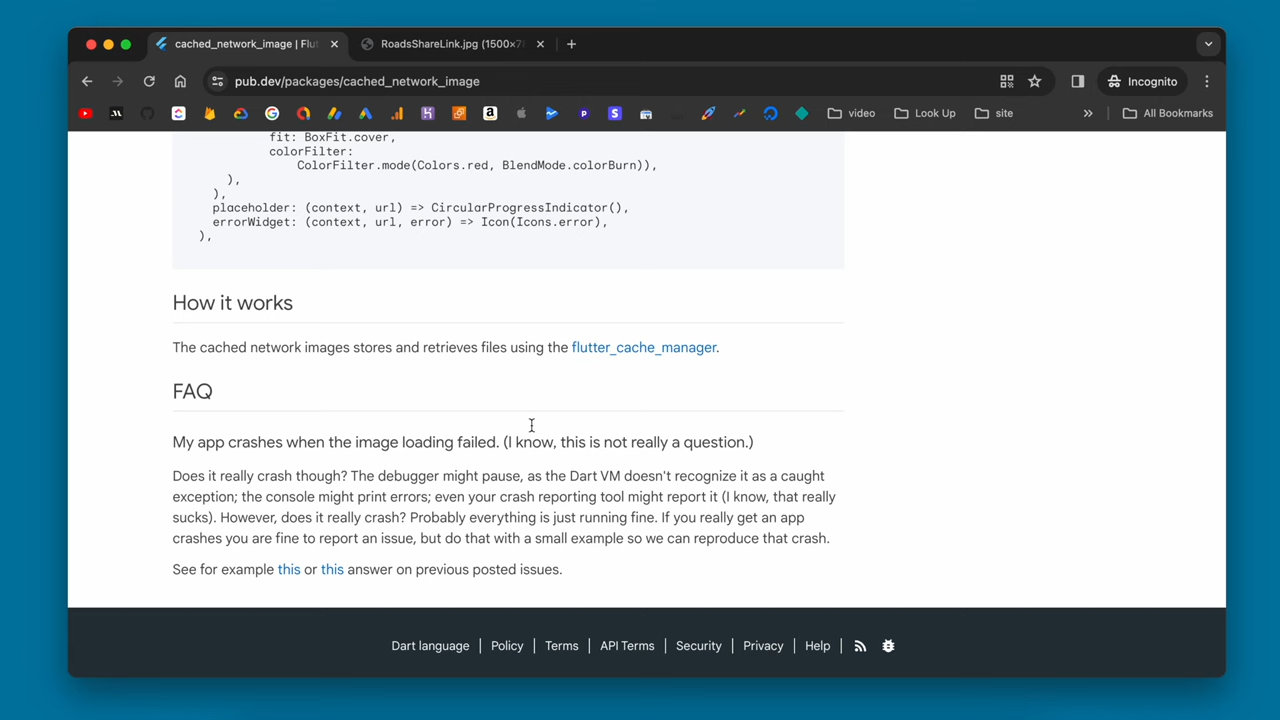 cached_network_image | Flut
RoadsShareLink.jpg (1500×78
pub.dev/packages/cached_network_image
Incognito
video
Look Up
site
All Bookmarks
fit: BoxFit.cover,
colorFilter:
ColorFilter.mode(Colors.red, BlendMode.colorBurn)),
),
),
placeholder: (context, url) => CircularProgressIndicator(),
errorWidget: (context, url, error) => Icon(Icons.error),
),
How it works
The cached network images stores and retrieves files using the flutter_cache_manager.
FAQ
My app crashes when the image loading failed. (I know, this is not really a question.)
Does it really crash though? The debugger might pause, as the Dart VM doesn't recognize it as a caught
exception; the console might print errors; even your crash reporting tool might report it (I know, that really
sucks). However, does it really crash? Probably everything is just running fine. If you really get an app
crashes you are fine to report an issue, but do that with a small example so we can reproduce that crash.
See for example this or this answer on previous posted issues.
Dart language
Policy
Terms
API Terms
Security
Privacy
Help